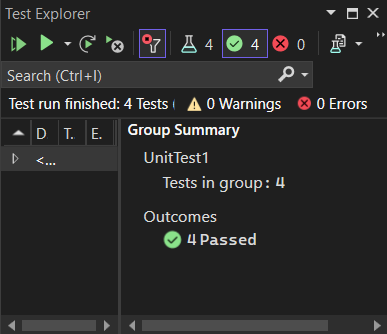 Test Explorer
4 4 0
Search (Ctrl+I)
Test run finished: 4 Tests ( 0 Warnings 0 Errors
D T. E. Group Summary
<...
UnitTest1
Tests in group: 4
Outcomes
4 Passed